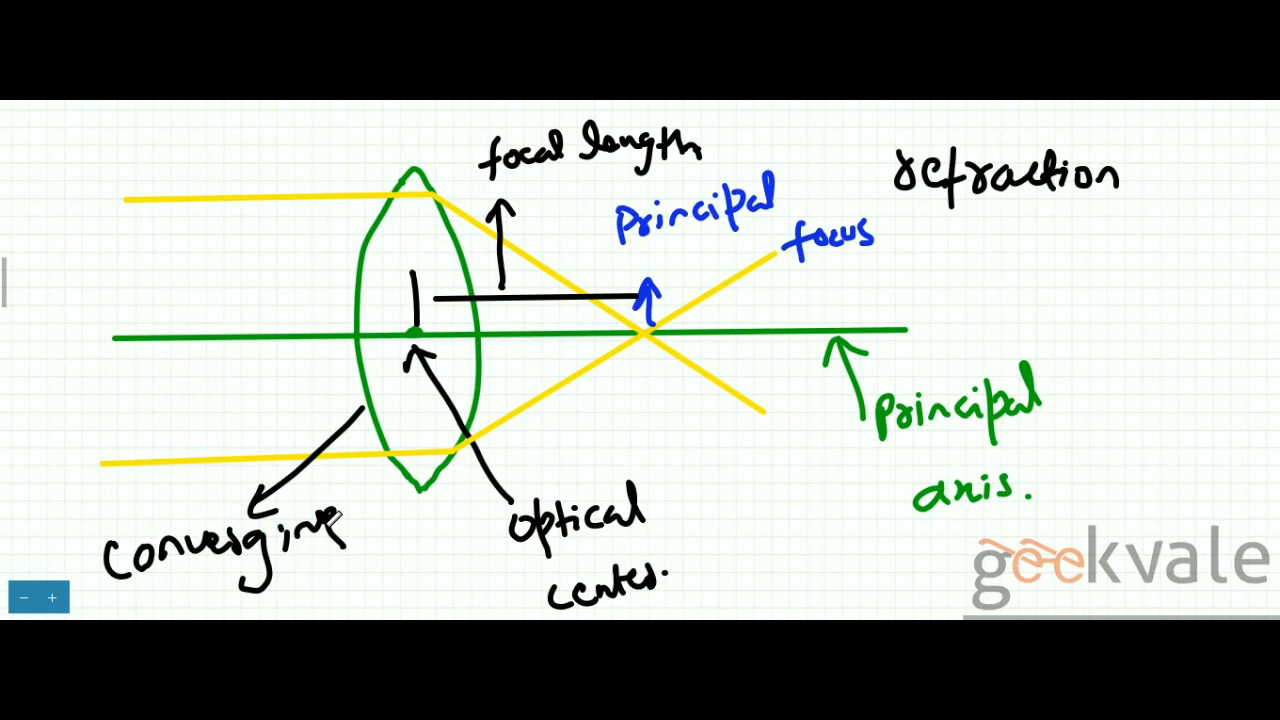 focal length
refraction
Principal
focus
Principal
axis.
Converging
Optical
center.
geekvale
− +